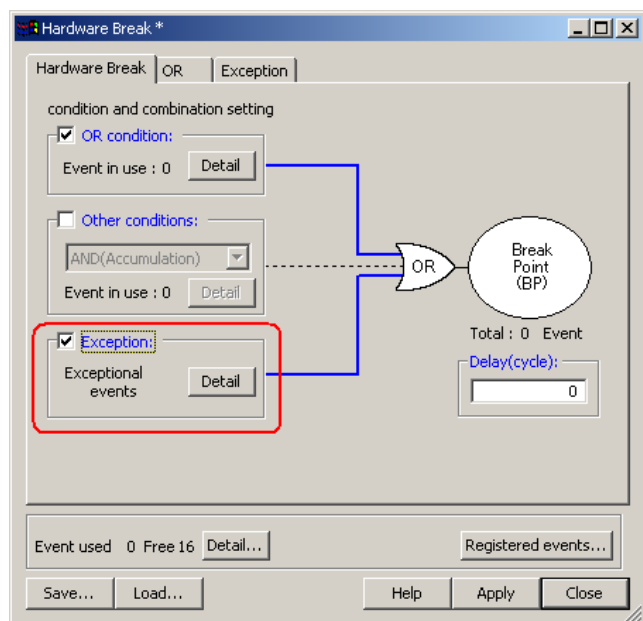 Hardware Break *
Hardware Break OR Exception
condition and combination setting
OR condition:
Event in use : 0 Detail
Other conditions:
AND(Accumulation)
Event in use : 0 Detail
Exception:
Exceptional
events
Detail
OR
Break
Point
(BP)
Total : 0 Event
Delay(cycle):
0
Event used 0 Free 16 Detail... Registered events...
Save... Load... Help Apply Close